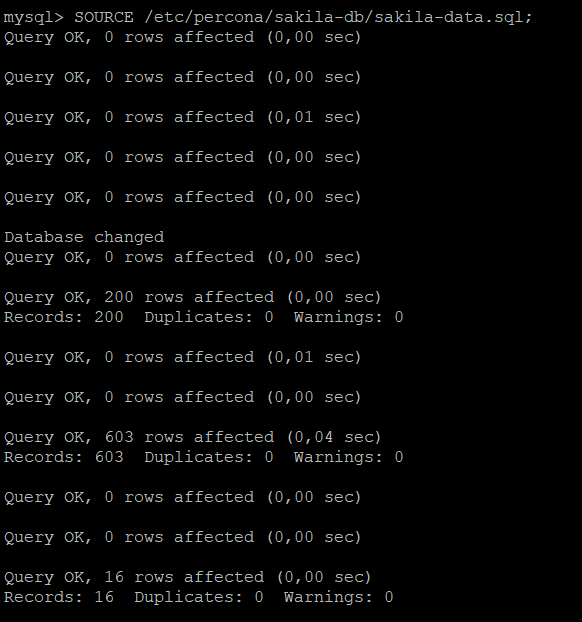 mysql> SOURCE /etc/percona/sakila-db/sakila-data.sql;
Query OK, 0 rows affected (0,00 sec)
Query OK, 0 rows affected (0,00 sec)
Query OK, 0 rows affected (0,01 sec)
Query OK, 0 rows affected (0,00 sec)
Query OK, 0 rows affected (0,00 sec)
Database changed
Query OK, 0 rows affected (0,00 sec)
Query OK, 200 rows affected (0,00 sec)
Records: 200  Duplicates: 0  Warnings: 0
Query OK, 0 rows affected (0,01 sec)
Query OK, 0 rows affected (0,00 sec)
Query OK, 603 rows affected (0,04 sec)
Records: 603  Duplicates: 0  Warnings: 0
Query OK, 0 rows affected (0,00 sec)
Query OK, 0 rows affected (0,00 sec)
Query OK, 16 rows affected (0,00 sec)
Records: 16  Duplicates: 0  Warnings: 0